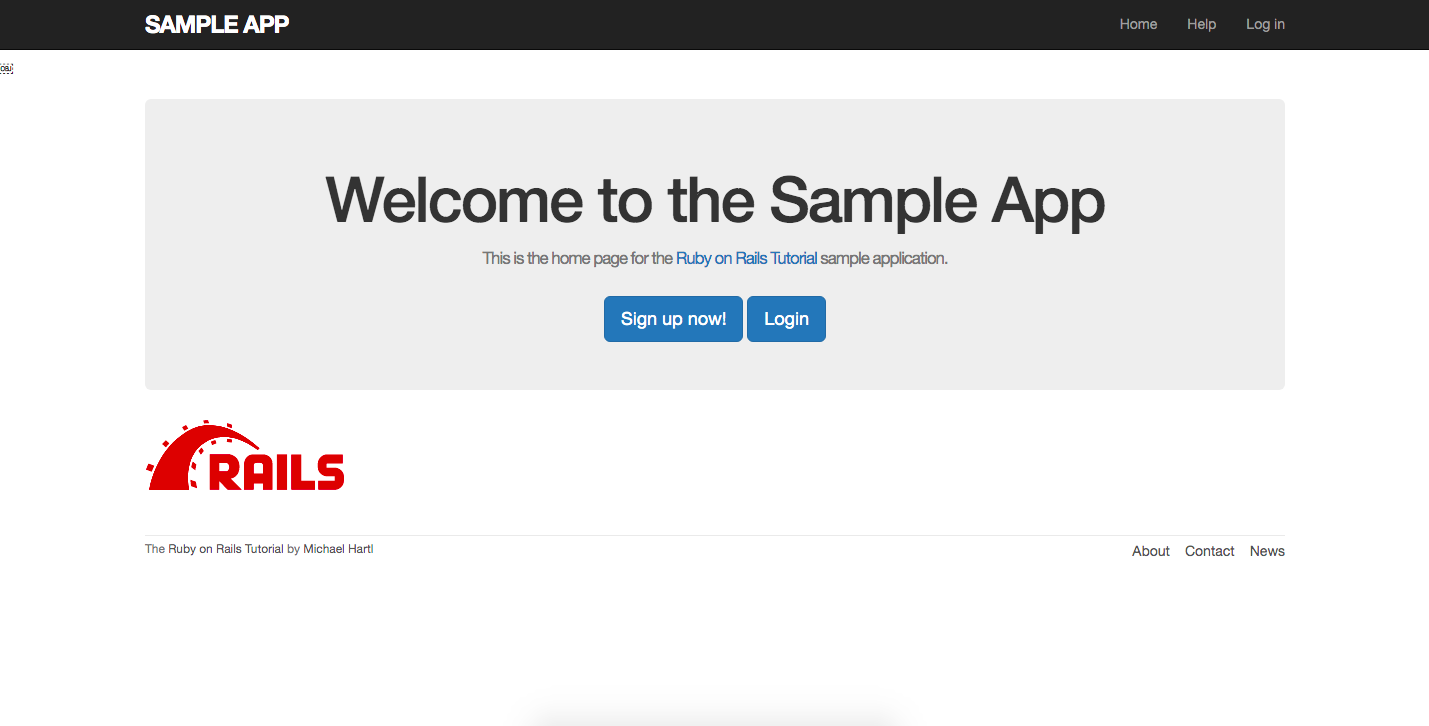 SAMPLE APP Home Help Log in
OBJ
Welcome to the Sample App
This is the home page for the Ruby on Rails Tutorial sample application.
Sign up now! Login
RAILS
The Ruby on Rails Tutorial by Michael Hartl About Contact News